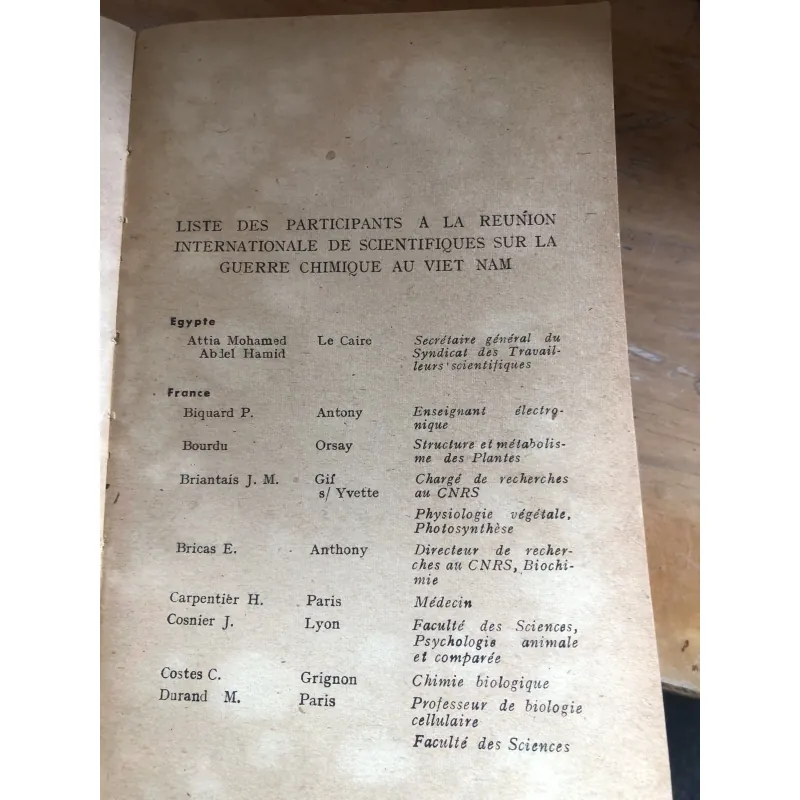 LISTE DES PARTICIPANTS A LA REUNION
INTERNATIONALE DE SCIENTIFIQUES SUR LA
GUERRE CHIMIQUE AU VIET NAM
Egypte
Attia Mohamed Le Caire Secrétaire général du
Abdel Hamid Syndicat des Travail-
leurs scientifiques
France
Biquard P. Antony Enseignant électro-
nique
Bourdu Orsay Structure et métabolis-
me des Plantes
Briantais J. M. Gif Chargé de recherches
s/ Yvette au CNRS
Physiologie végétale.
Photosynthèse
Bricas E. Anthony Directeur de recher-
ches au CNRS, Biochi-
mie
Carpentier H. Paris Médecin
Cosnier J. Lyon Faculté des Sciences,
Psychologie animale
et comparée
Costes C. Grignon Chimie biologique
Durand M. Paris Professeur de biologie
cellulaire
Faculté des Sciences